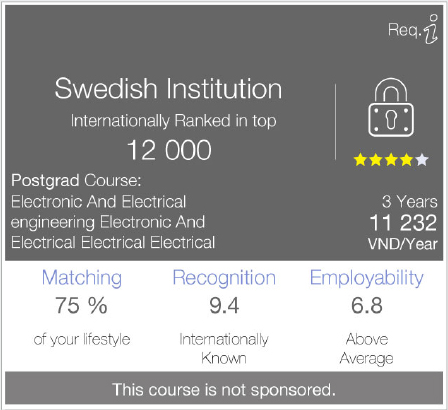 Req. i
Swedish Institution
Internationally Ranked in top
12 000
Postgrad Course:
Electronic And Electrical
engineering Electronic And
Electrical Electrical Electrical
3 Years
11 232
VND/Year
Matching
75 %
of your lifestyle
Recognition
9.4
Internationally
Known
Employability
6.8
Above
Average
This course is not sponsored.